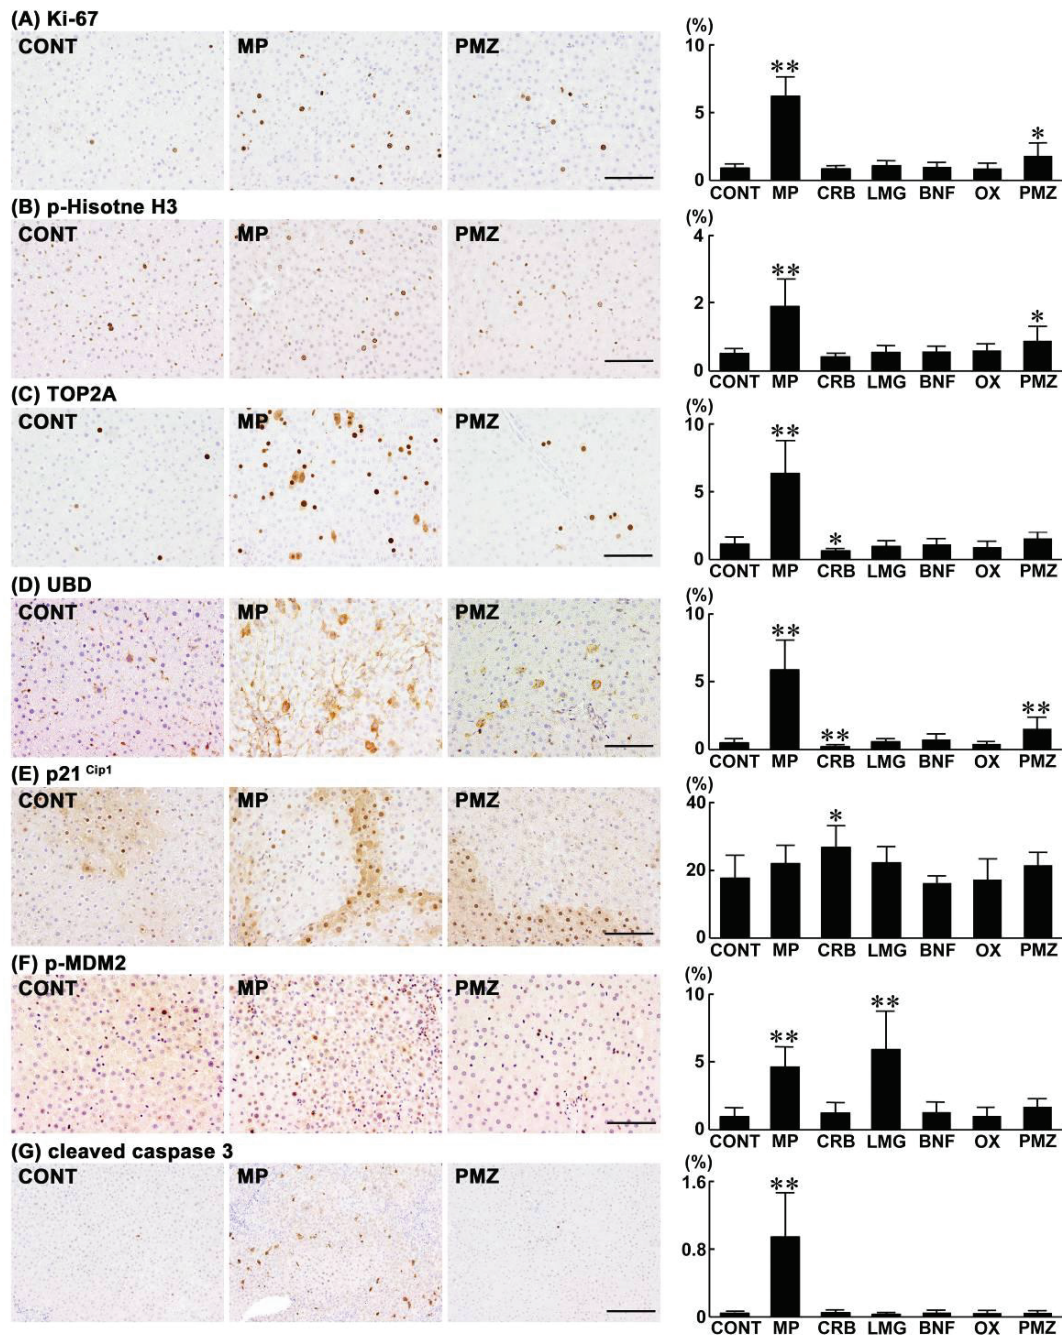 (A) Ki-67
CONT MP PMZ
(%)
10
5
0
** *
CONT MP CRB LMG BNF OX PMZ
(B) p-Hisotne H3
CONT MP PMZ
(%)
4
2
0
** *
CONT MP CRB LMG BNF OX PMZ
(C) TOP2A
CONT MP PMZ
(%)
10
5
0
** *
CONT MP CRB LMG BNF OX PMZ
(D) UBD
CONT MP PMZ
(%)
10
5
0
** ** **
CONT MP CRB LMG BNF OX PMZ
(E) p21 Cip1
CONT MP PMZ
(%)
40
20
0
*
CONT MP CRB LMG BNF OX PMZ
(F) p-MDM2
CONT MP PMZ
(%)
10
5
0
** **
CONT MP CRB LMG BNF OX PMZ
(G) cleaved caspase 3
CONT MP PMZ
(%)
1.6
0.8
0
**
CONT MP CRB LMG BNF OX PMZ